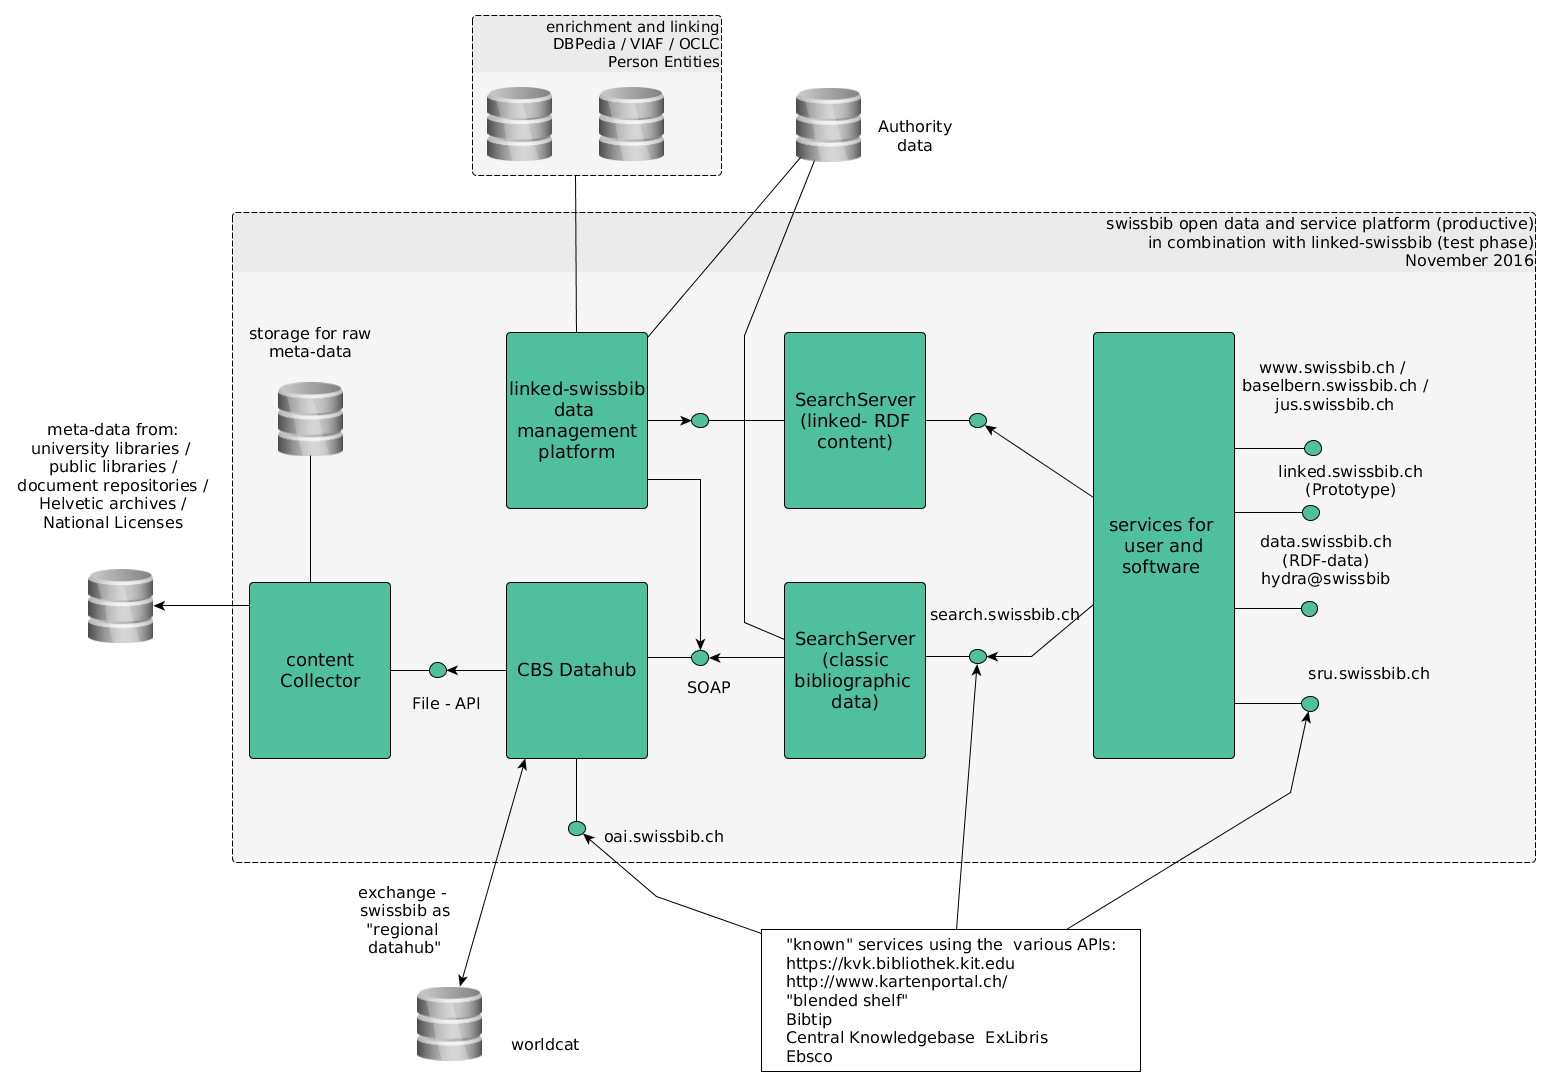 enrichment and linking
DBPedia / VIAF / OCLC
Person Entities
Authority
data
swissbib open data and service platform (productive)
in combination with linked-swissbib (test phase)
November 2016
storage for raw
meta-data
meta-data from:
university libraries /
public libraries /
document repositories /
Helvetic archives /
National Licenses
linked-swissbib
data
management
platform
SearchServer
(linked- RDF
content)
services for
user and
software
www.swissbib.ch /
baselbern.swissbib.ch /
jus.swissbib.ch
linked.swissbib.ch
(Prototype)
data.swissbib.ch
(RDF-data)
hydra@swissbib
sru.swissbib.ch
content
Collector
File - API
CBS Datahub
SOAP
SearchServer
(classic
bibliographic
data)
search.swissbib.ch
oai.swissbib.ch
exchange -
swissbib as
"regional
datahub"
worldcat
"known" services using the  various APIs:
https://kvk.bibliothek.kit.edu
http://www.kartenportal.ch/
"blended shelf"
Bibtip
Central Knowledgebase  ExLibris
Ebsco